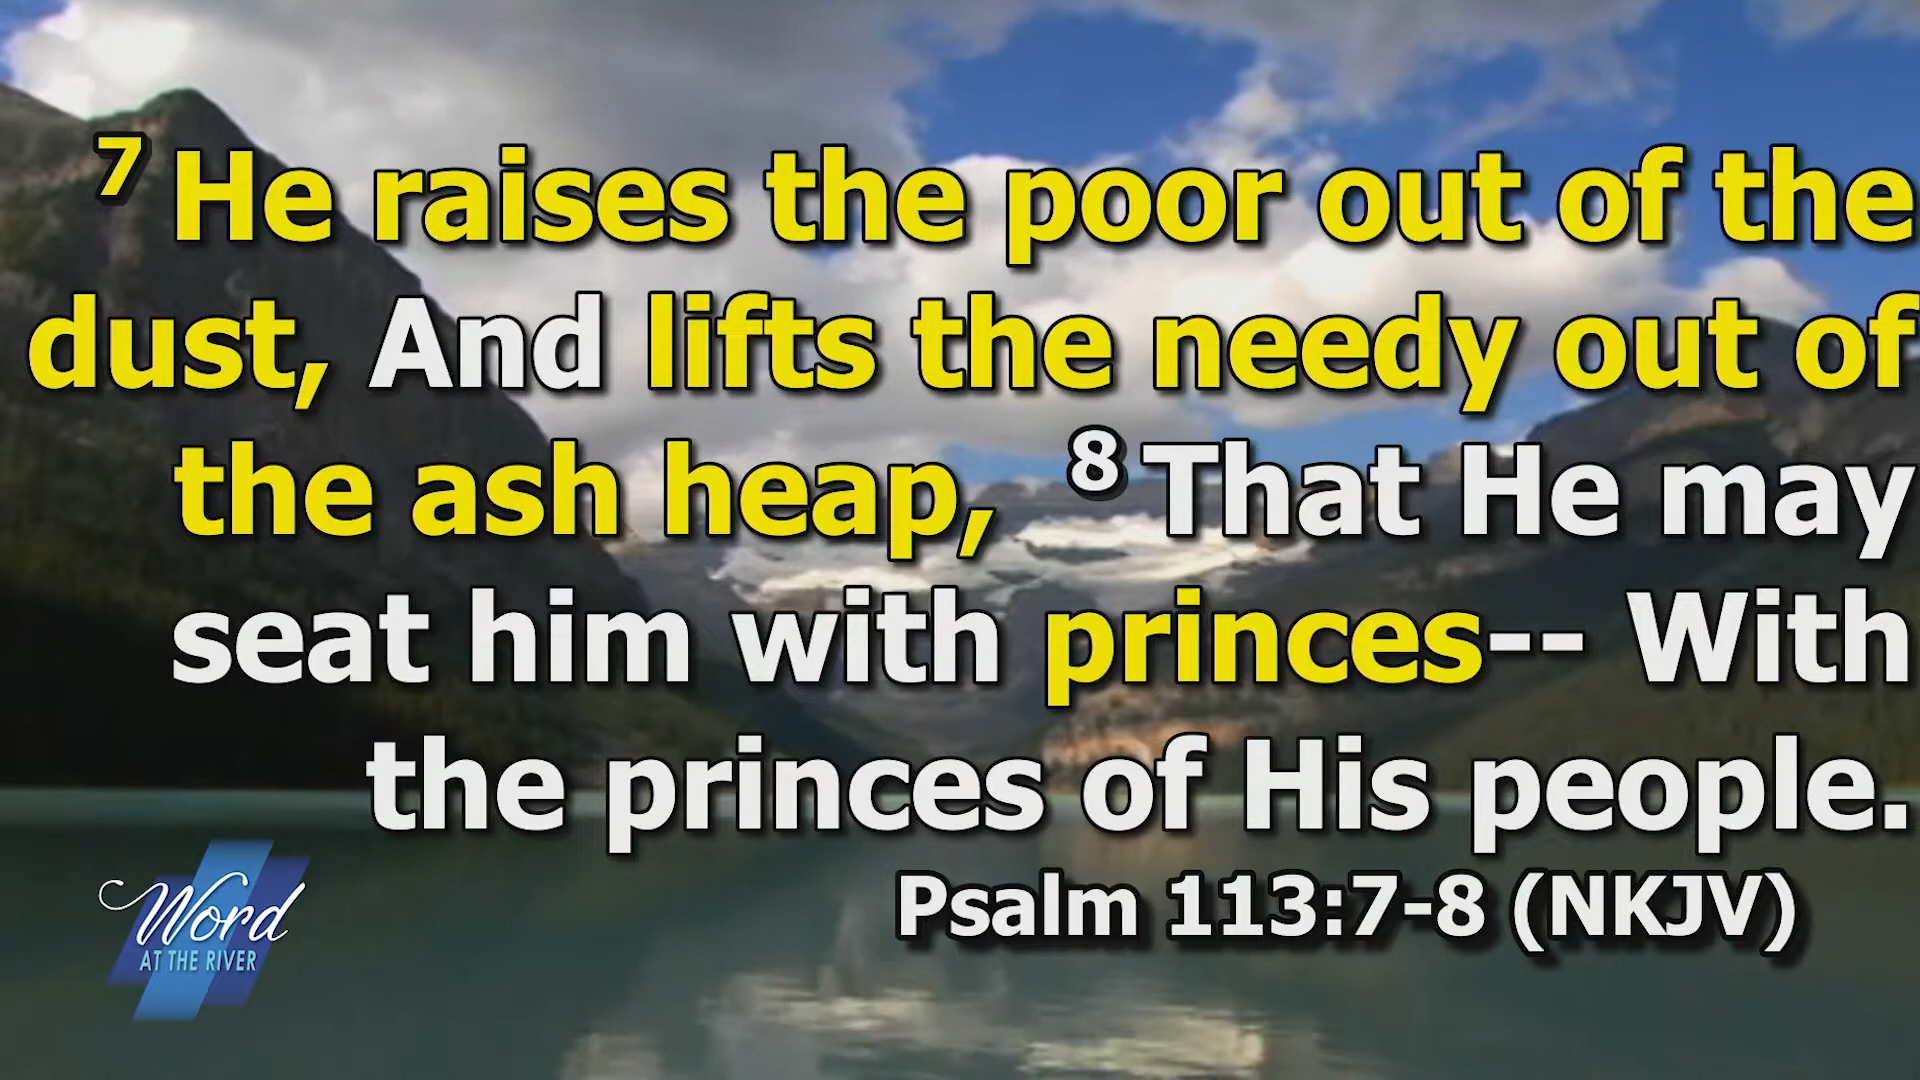 7 He raises the poor out of the
dust, And lifts the needy out of
the ash heap, 8 That He may
seat him with princes-- With
the princes of His people.
Psalm 113:7-8 (NKJV)
Word
AT THE RIVER